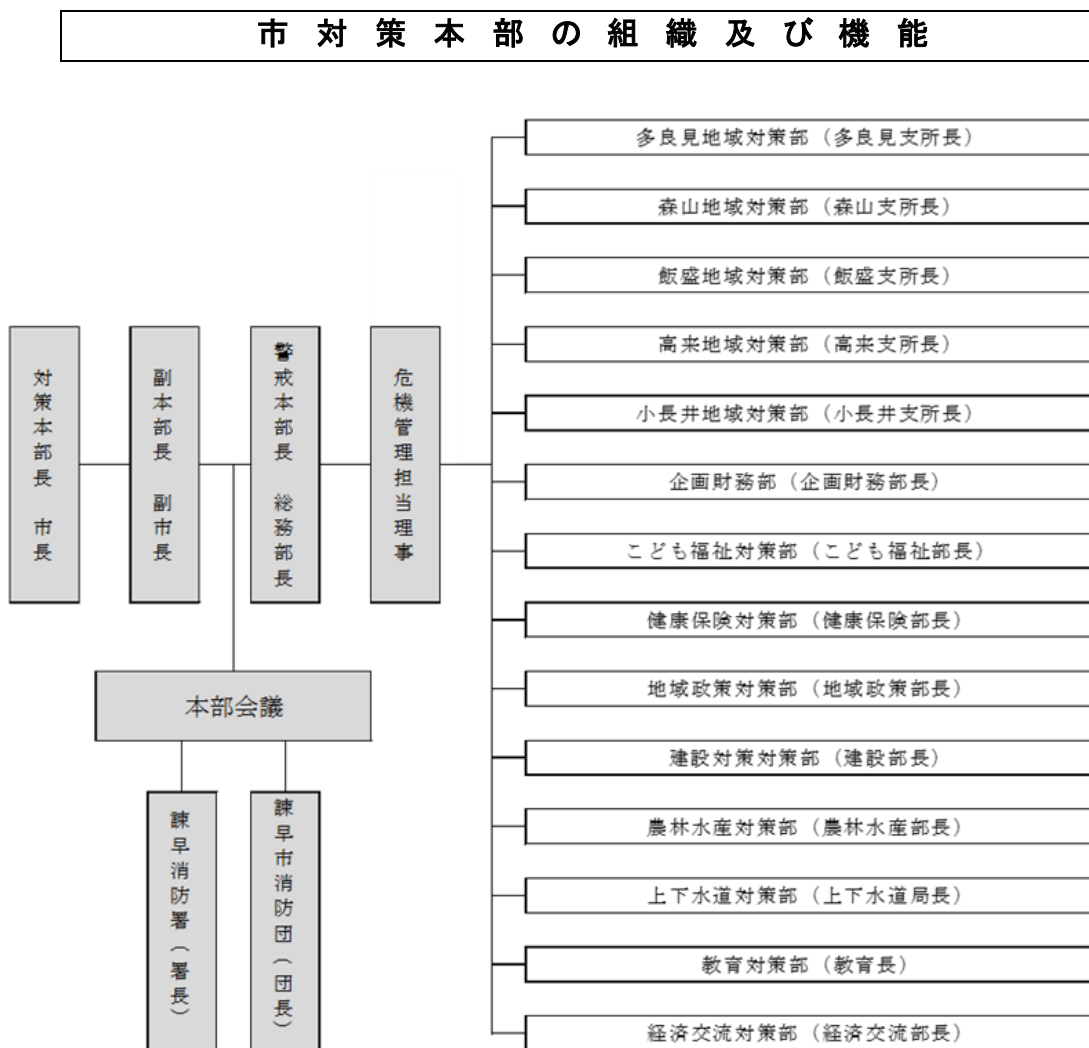 市対策本部の組織及び機能
多良見地域対策部（多良見支所長）
森山地域対策部（森山支所長）
飯盛地域対策部（飯盛支所長）
高来地域対策部（高来支所長）
小長井地域対策部（小長井支所長）
企画財務部（企画財務部長）
こども福祉対策部（こども福祉部長）
健康保険対策部（健康保険部長）
地域政策対策部（地域政策部長）
建設対策対策部（建設部長）
農林水産対策部（農林水産部長）
上下水道対策部（上下水道局長）
教育対策部（教育長）
経済交流対策部（経済交流部長）
対策本部長　市長
副本部長　副市長
警戒本部長　総務部長
危機管理担当理事
本部会議
諫早消防署（署長）
諫早市消防団（団長）